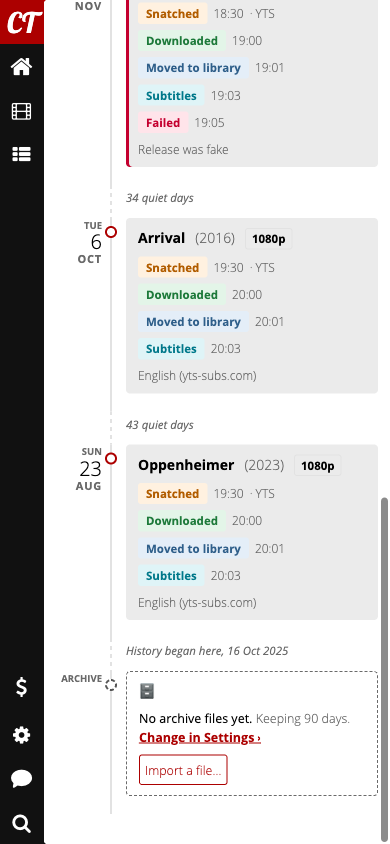 CT
NOV
Snatched 18:30 · YTS
Downloaded 19:00
Moved to library 19:01
Subtitles 19:03
Failed 19:05
Release was fake
34 quiet days
TUE
6
OCT
Arrival (2016) 1080p
Snatched 19:30 · YTS
Downloaded 20:00
Moved to library 20:01
Subtitles 20:03
English (yts-subs.com)
43 quiet days
SUN
23
AUG
Oppenheimer (2023) 1080p
Snatched 19:30 · YTS
Downloaded 20:00
Moved to library 20:01
Subtitles 20:03
English (yts-subs.com)
History began here, 16 Oct 2025
ARCHIVE
No archive files yet. Keeping 90 days.
Change in Settings ›
Import a file...